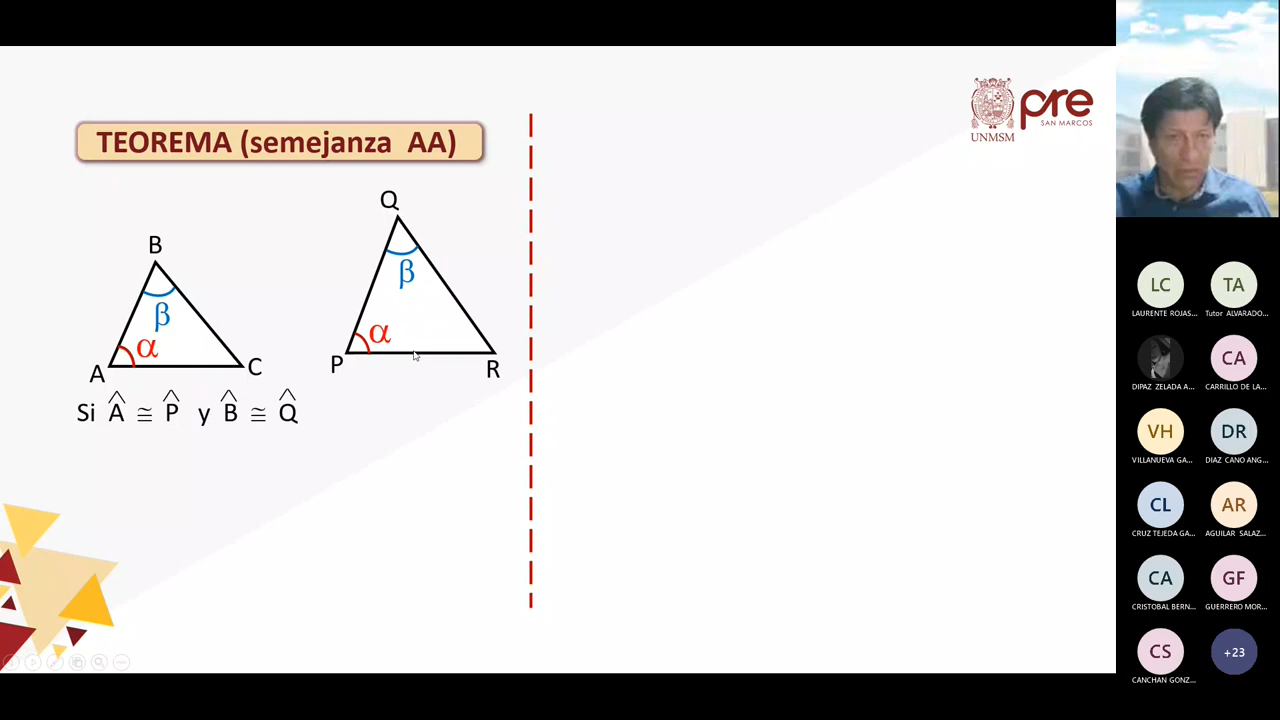 TEOREMA (semejanza AA)
pre
SAN MARCOS
UNMSM
Q
B
β
β
α
α
P
R
A
C
Si Â ≅ P̂ y B̂ ≅ Q̂
LC
TA
LAURENTE ROJAS...
Tutor ALVARADO...
CA
DIPAZ ZELADA A...
CARRILLO DE LA...
VH
DR
VILLANUEVA GA...
DIAZ CANO ANG...
CL
AR
CRUZ TEJEDA GA...
AGUILAR SALAZ...
CA
GF
CRISTOBAL BERN...
GUERRERO MOR...
CS
+23
CANCHAN GONZ...